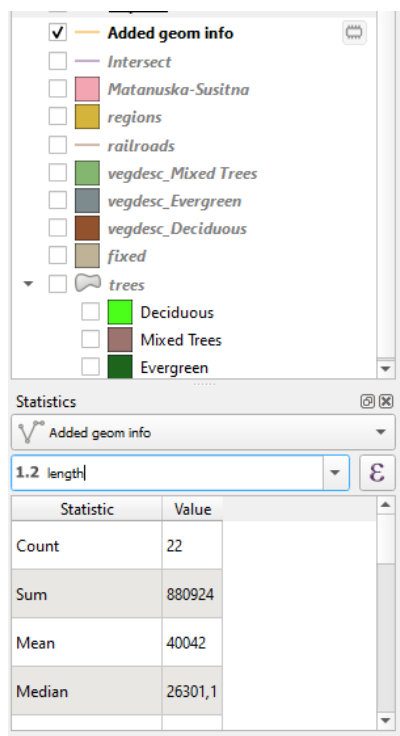 Added geom info
Intersect
Matanuska-Susitna
regions
railroads
vegdesc_Mixed Trees
vegdesc_Evergreen
vegdesc_Deciduous
fixed
trees
Deciduous
Mixed Trees
Evergreen
Statistics
Added geom info
1.2 length
ε
Statistic Value
Count 22
Sum 880924
Mean 40042
Median 26301,1